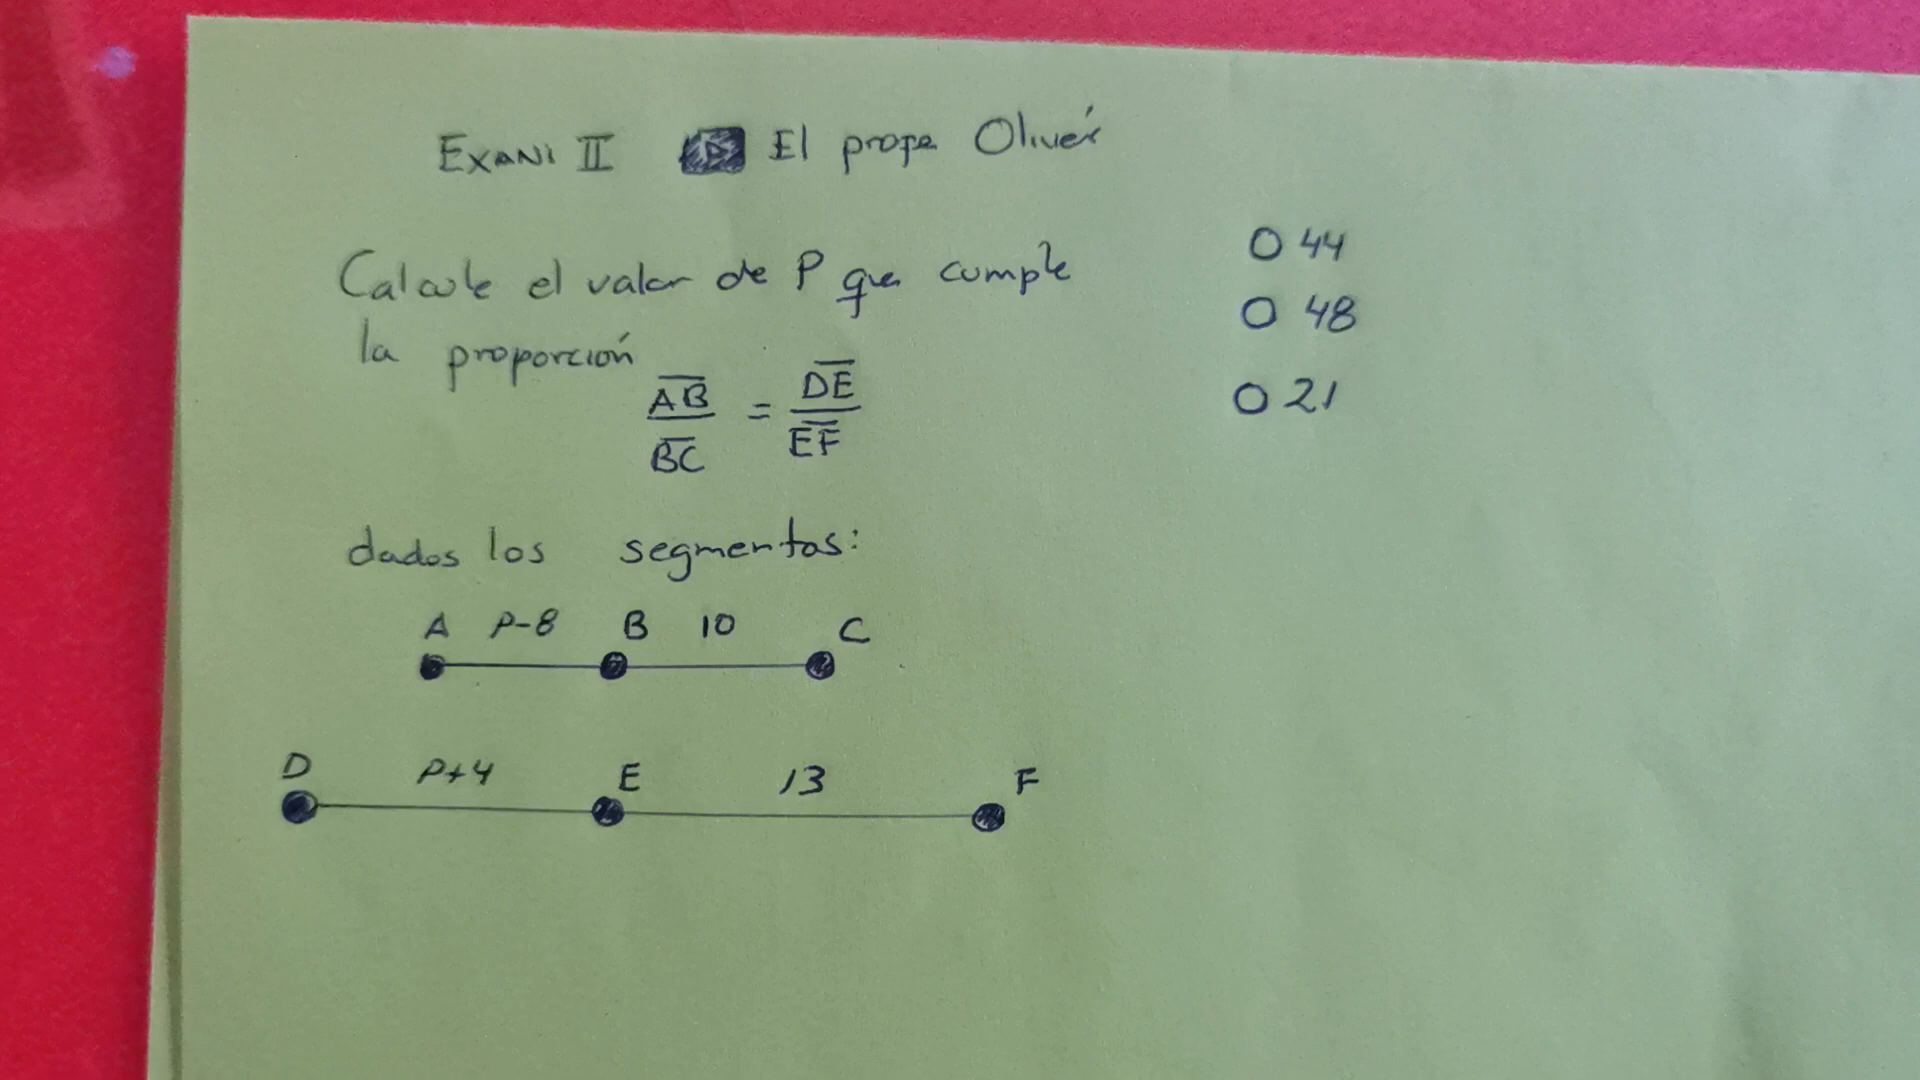 EXANI II El profe Oliver
Calcule el valor de P que cumple
la proporción
AB/BC = DE/EF
dados los segmentos:
A P-8 B 10 C
D P+4 E 13 F
O 44
O 48
O 21